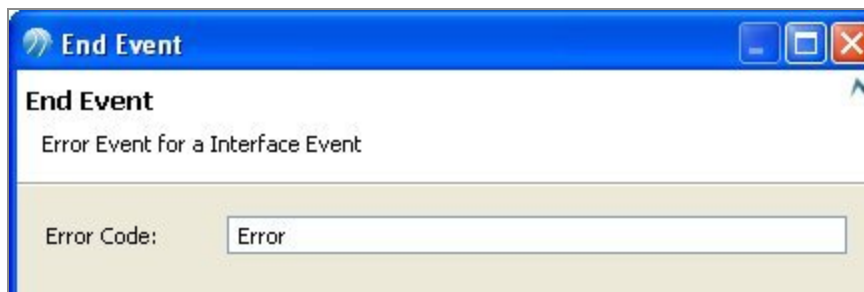 End Event
End Event
Error Event for a Interface Event
Error Code: Error